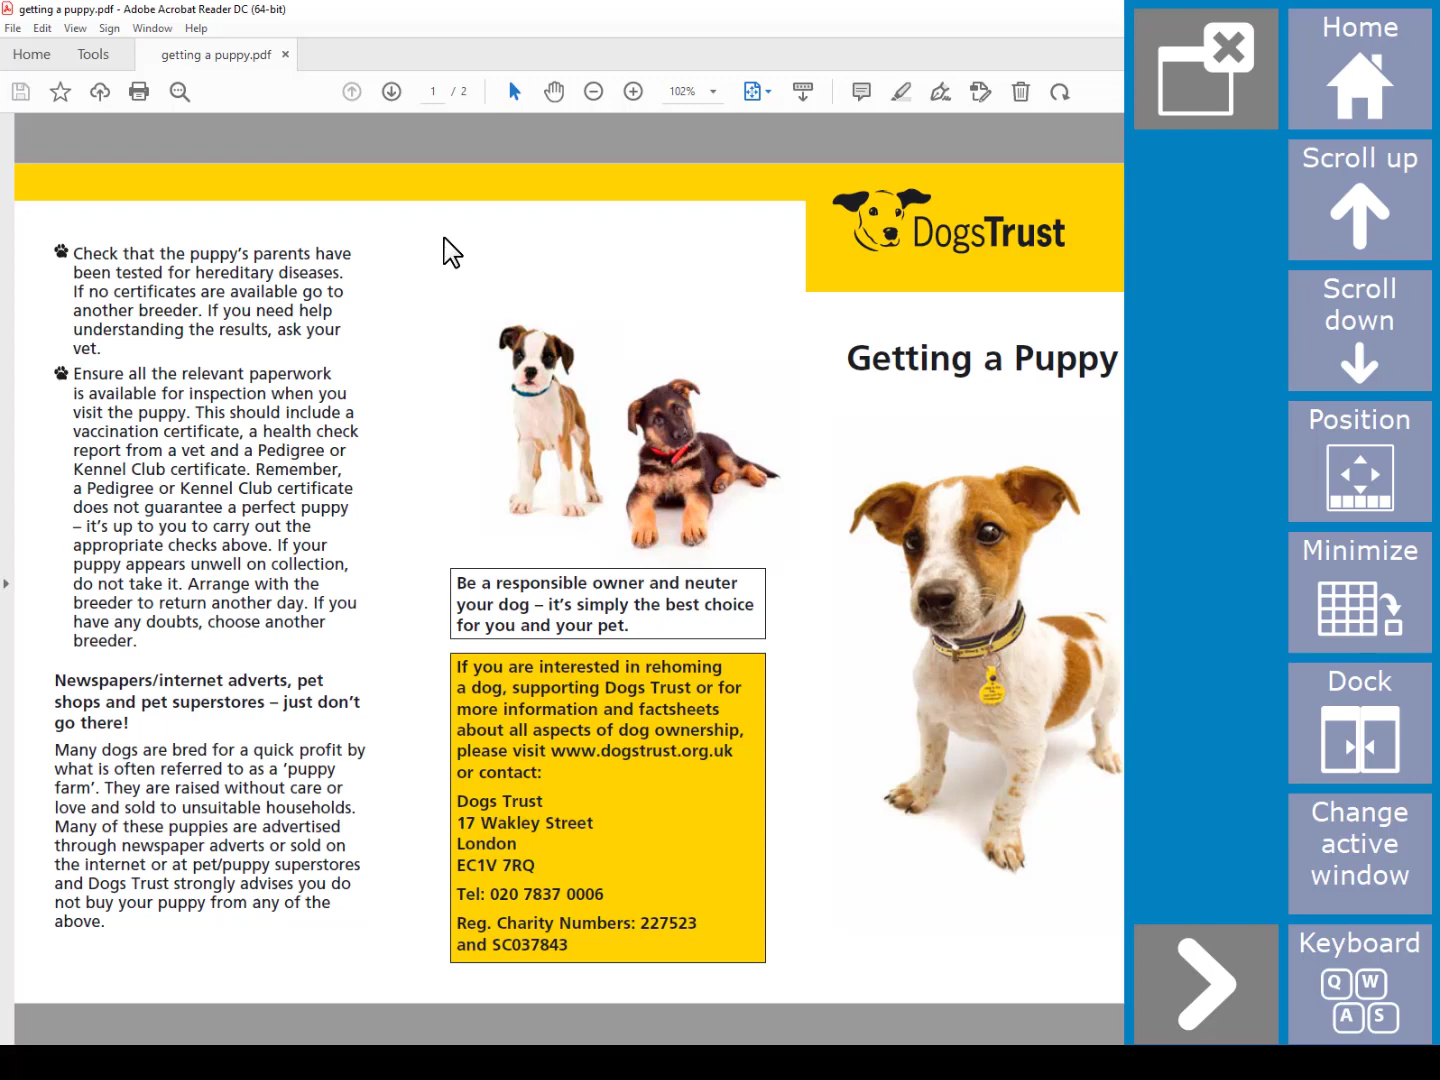 getting a puppy.pdf - Adobe Acrobat Reader DC (64-bit)
File Edit View Sign Window Help
Home Tools getting a puppy.pdf ×
1 / 2 102%
Check that the puppy's parents have
been tested for hereditary diseases.
If no certificates are available go to
another breeder. If you need help
understanding the results, ask your
vet.
Ensure all the relevant paperwork
is available for inspection when you
visit the puppy. This should include a
vaccination certificate, a health check
report from a vet and a Pedigree or
Kennel Club certificate. Remember,
a Pedigree or Kennel Club certificate
does not guarantee a perfect puppy
– it's up to you to carry out the
appropriate checks above. If your
puppy appears unwell on collection,
do not take it. Arrange with the
breeder to return another day. If you
have any doubts, choose another
breeder.
Newspapers/internet adverts, pet
shops and pet superstores – just don't
go there!
Many dogs are bred for a quick profit by
what is often referred to as a 'puppy
farm'. They are raised without care or
love and sold to unsuitable households.
Many of these puppies are advertised
through newspaper adverts or sold on
the internet or at pet/puppy superstores
and Dogs Trust strongly advises you do
not buy your puppy from any of the
above.
Be a responsible owner and neuter
your dog – it's simply the best choice
for you and your pet.
If you are interested in rehoming
a dog, supporting Dogs Trust or for
more information and factsheets
about all aspects of dog ownership,
please visit www.dogstrust.org.uk
or contact:
Dogs Trust
17 Wakley Street
London
EC1V 7RQ
Tel: 020 7837 0006
Reg. Charity Numbers: 227523
and SC037843
DogsTrust
Getting a Puppy
Home
Scroll up
Scroll
down
Position
Minimize
Dock
Change
active
window
Keyboard
Q W
A S